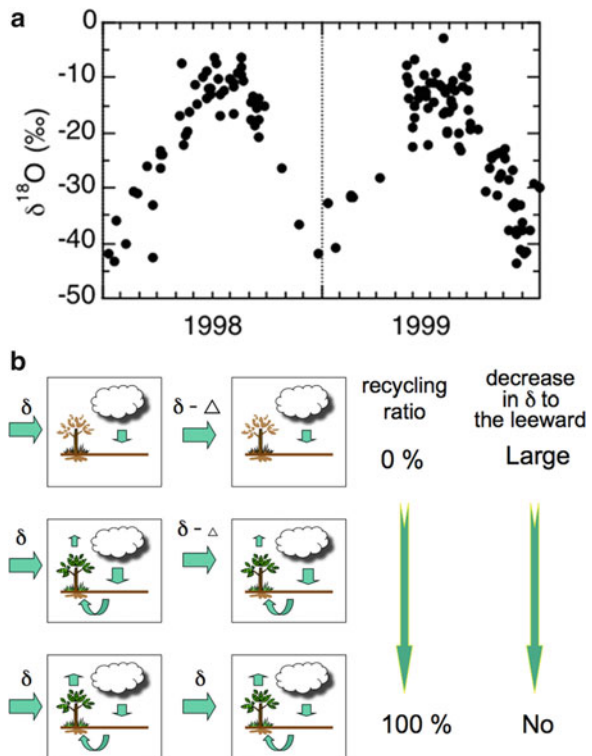 a
0
-10
-20
-30
-40
-50
δ¹⁸O (‰)
1998
1999
b
δ
δ - △
recycling
ratio
decrease
in δ to
the leeward
0 %
Large
δ
δ - △
δ
δ
100 %
No